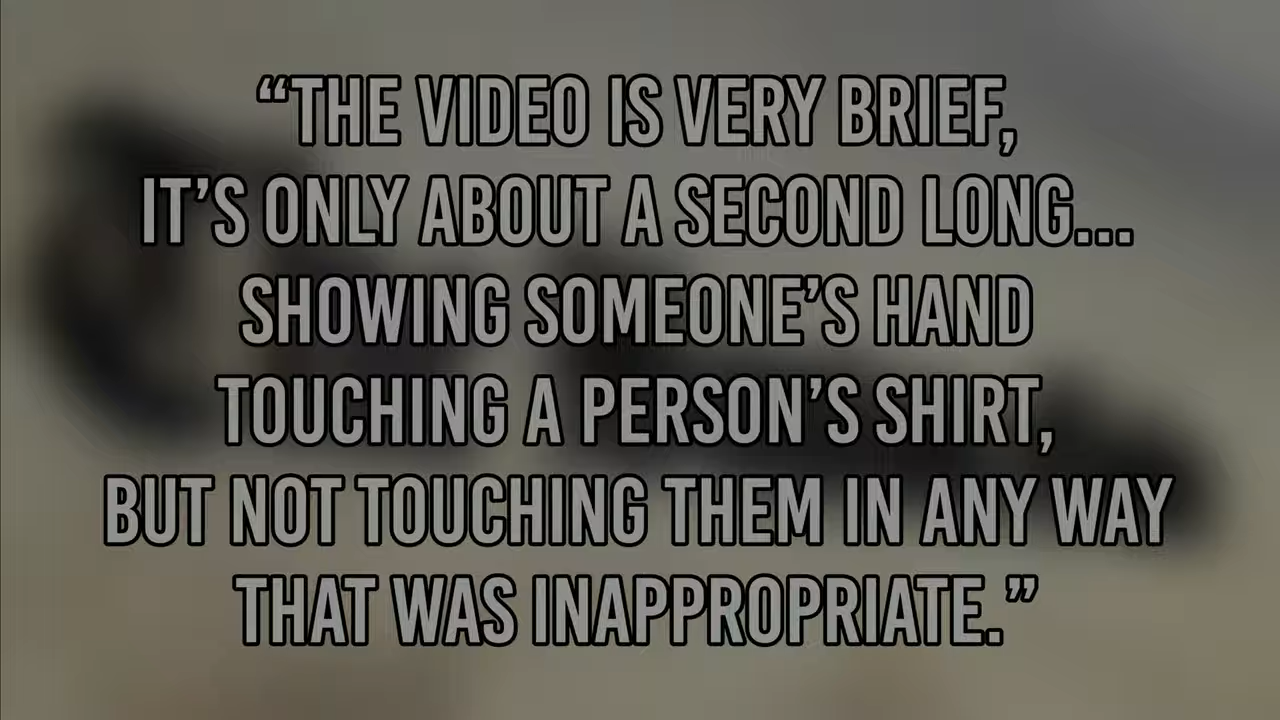 “THE VIDEO IS VERY BRIEF,
IT’S ONLY ABOUT A SECOND LONG...
SHOWING SOMEONE’S HAND
TOUCHING A PERSON’S SHIRT,
BUT NOT TOUCHING THEM IN ANY WAY
THAT WAS INAPPROPRIATE.”